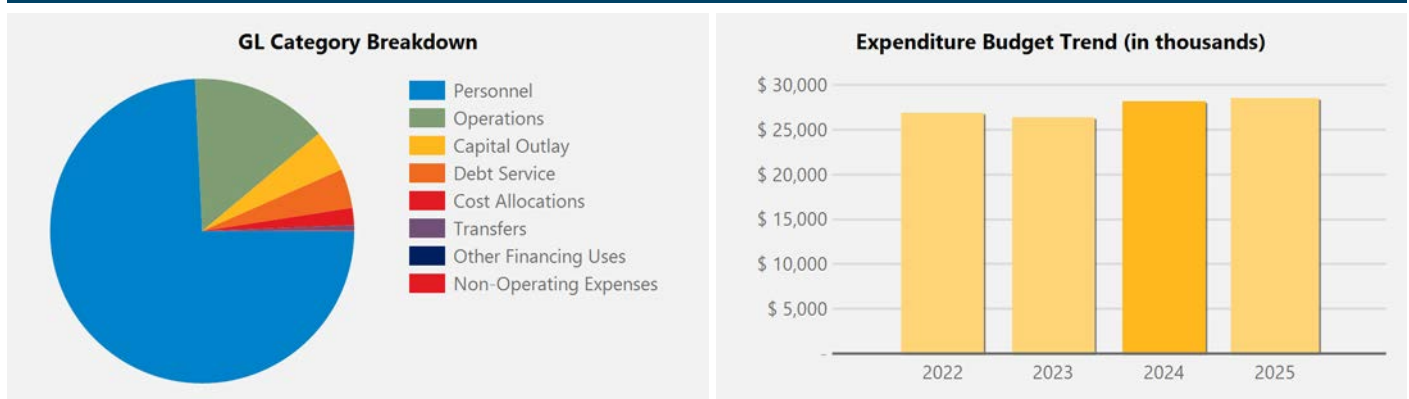 GL Category Breakdown
Personnel
Operations
Capital Outlay
Debt Service
Cost Allocations
Transfers
Other Financing Uses
Non-Operating Expenses
Expenditure Budget Trend (in thousands)
$ 30,000
$ 25,000
$ 20,000
$ 15,000
$ 10,000
$ 5,000
-
2022 2023 2024 2025